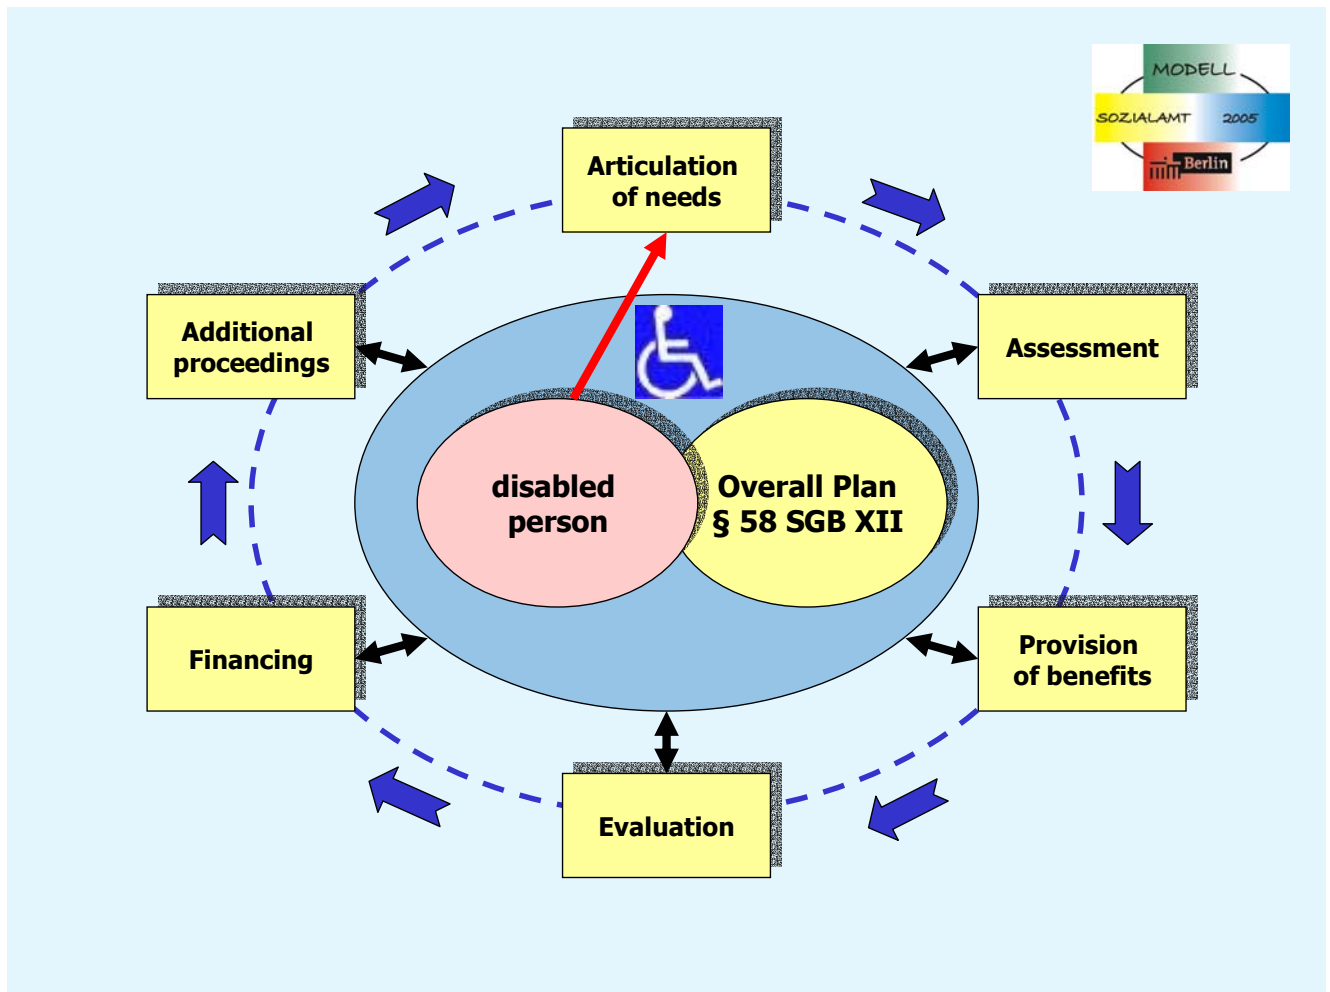 MODELL
SOZIALAMT 2005
Berlin
Articulation
of needs
Additional
proceedings
Assessment
disabled
person
Overall Plan
§ 58 SGB XII
Financing
Provision
of benefits
Evaluation